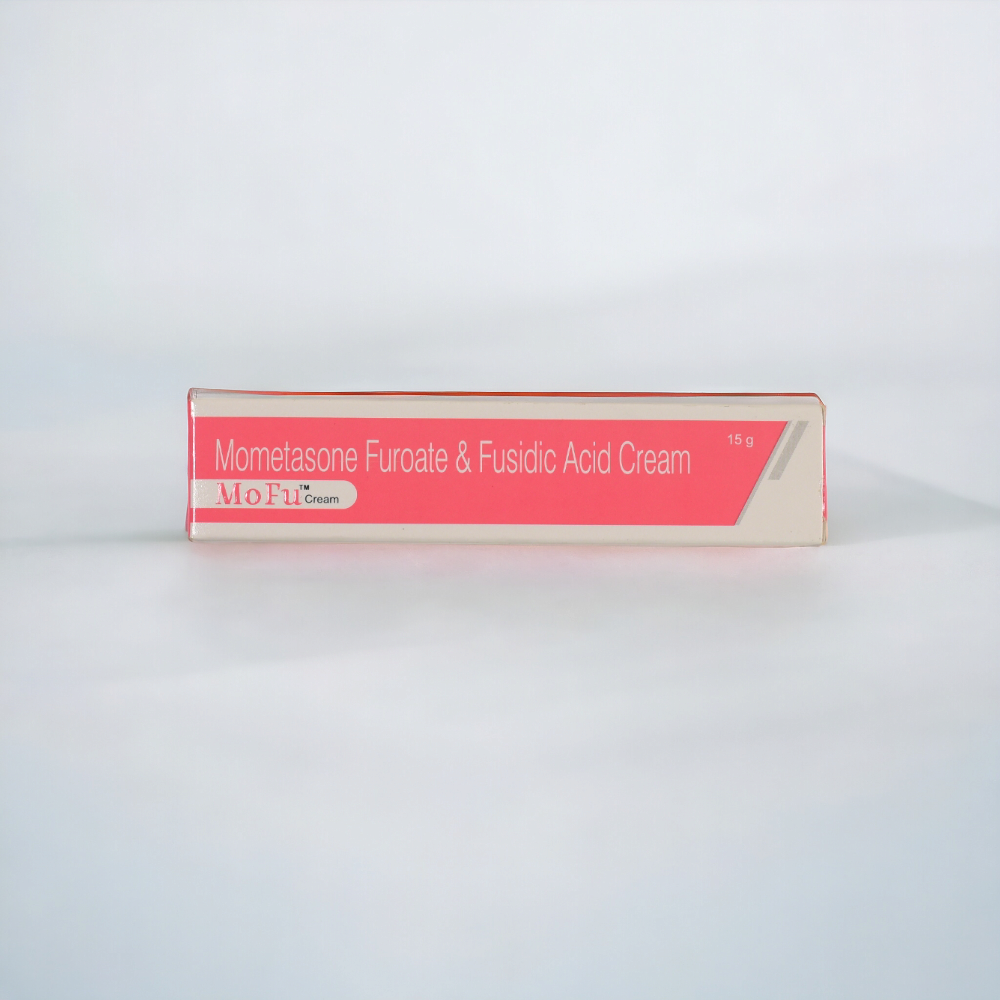 Mometasone Furoate & Fusidic Acid Cream
15 g
MoFu™ Cream